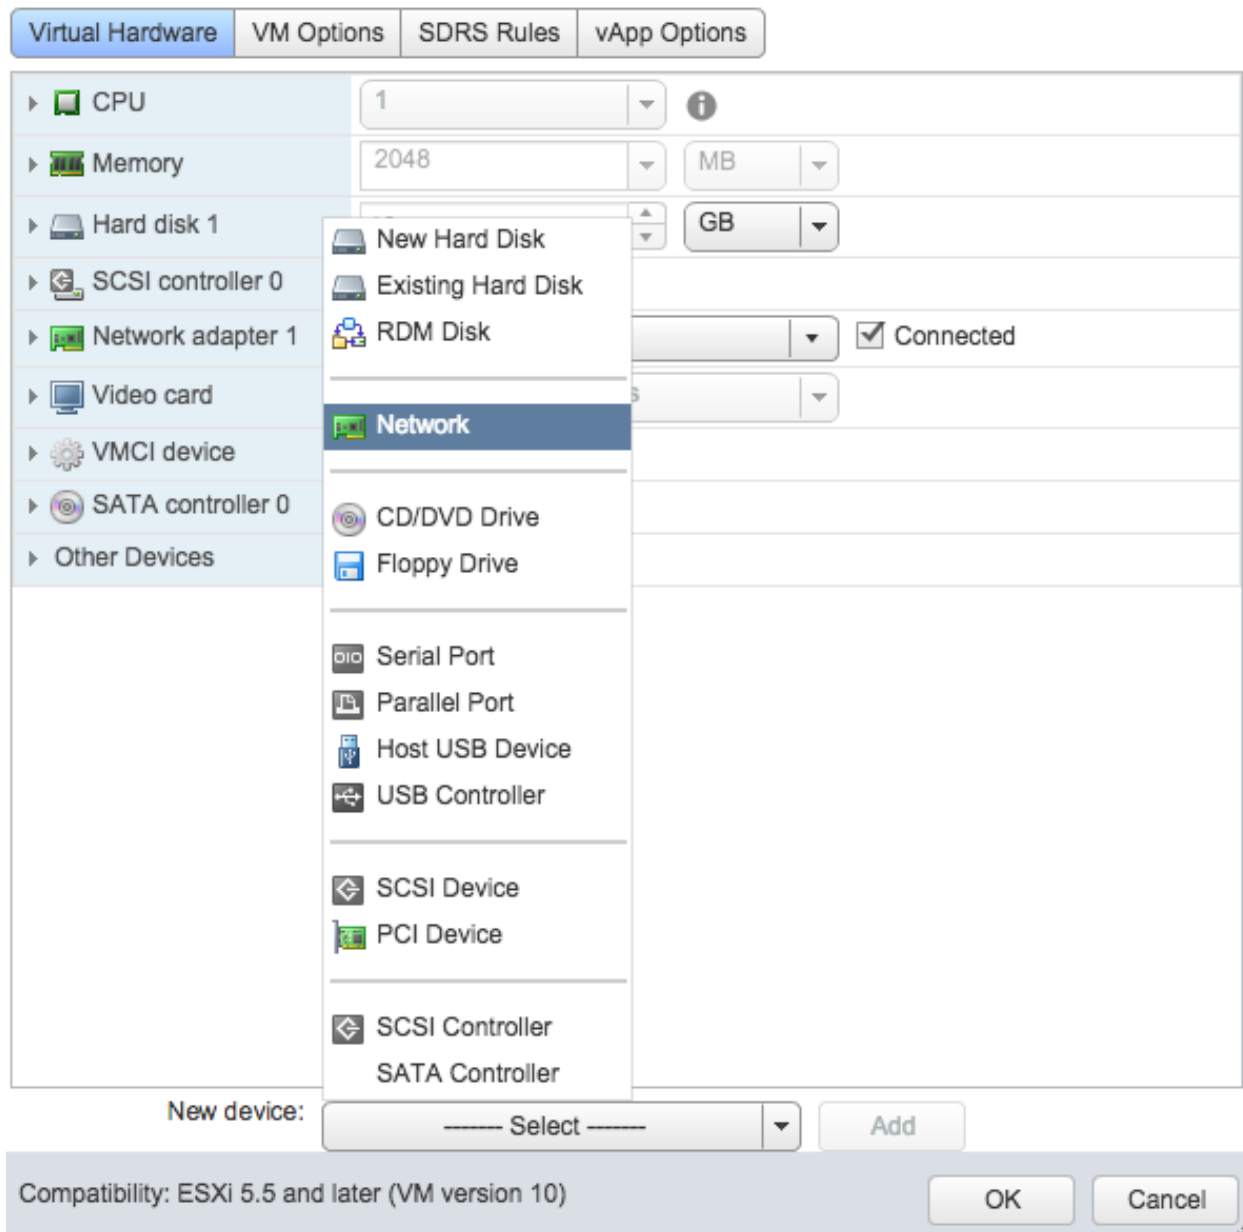 Virtual Hardware VM Options SDRS Rules vApp Options
CPU 1
Memory 2048 MB
Hard disk 1 GB
New Hard Disk
Existing Hard Disk
SCSI controller 0
RDM Disk
Network adapter 1 Connected
Video card s
Network
VMCI device
SATA controller 0
CD/DVD Drive
Other Devices
Floppy Drive
Serial Port
Parallel Port
Host USB Device
USB Controller
SCSI Device
PCI Device
SCSI Controller
SATA Controller
New device: ------- Select ------- Add
Compatibility: ESXi 5.5 and later (VM version 10) OK Cancel